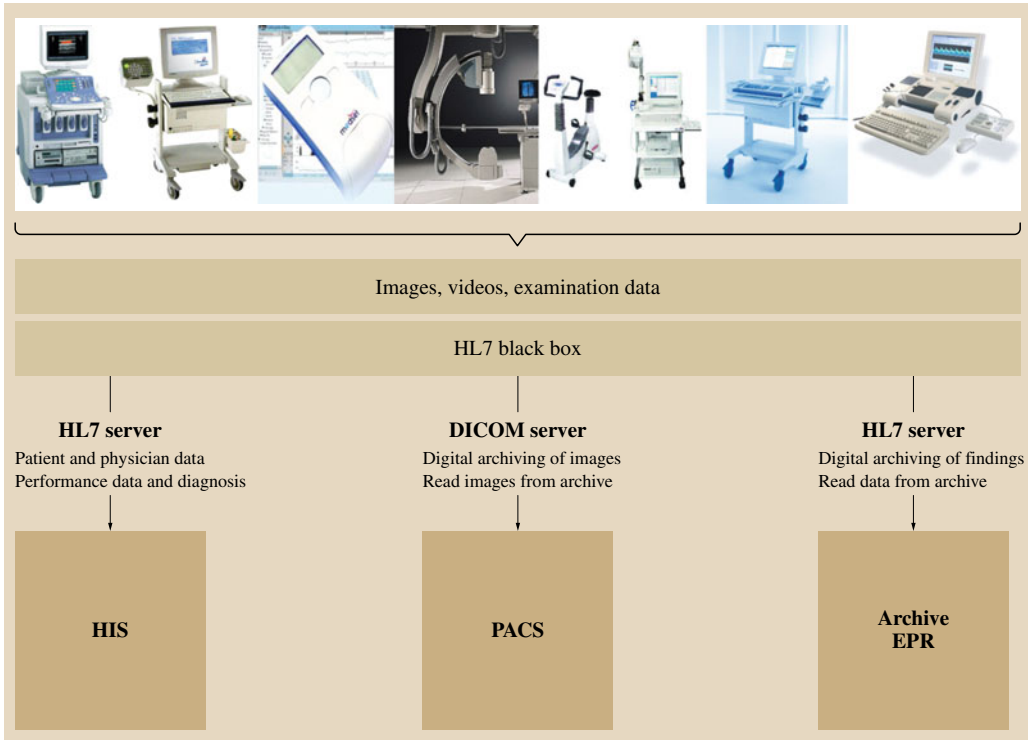 Images, videos, examination data
HL7 black box
HL7 server
Patient and physician data
Performance data and diagnosis
DICOM server
Digital archiving of images
Read images from archive
HL7 server
Digital archiving of findings
Read data from archive
HIS
PACS
Archive
EPR